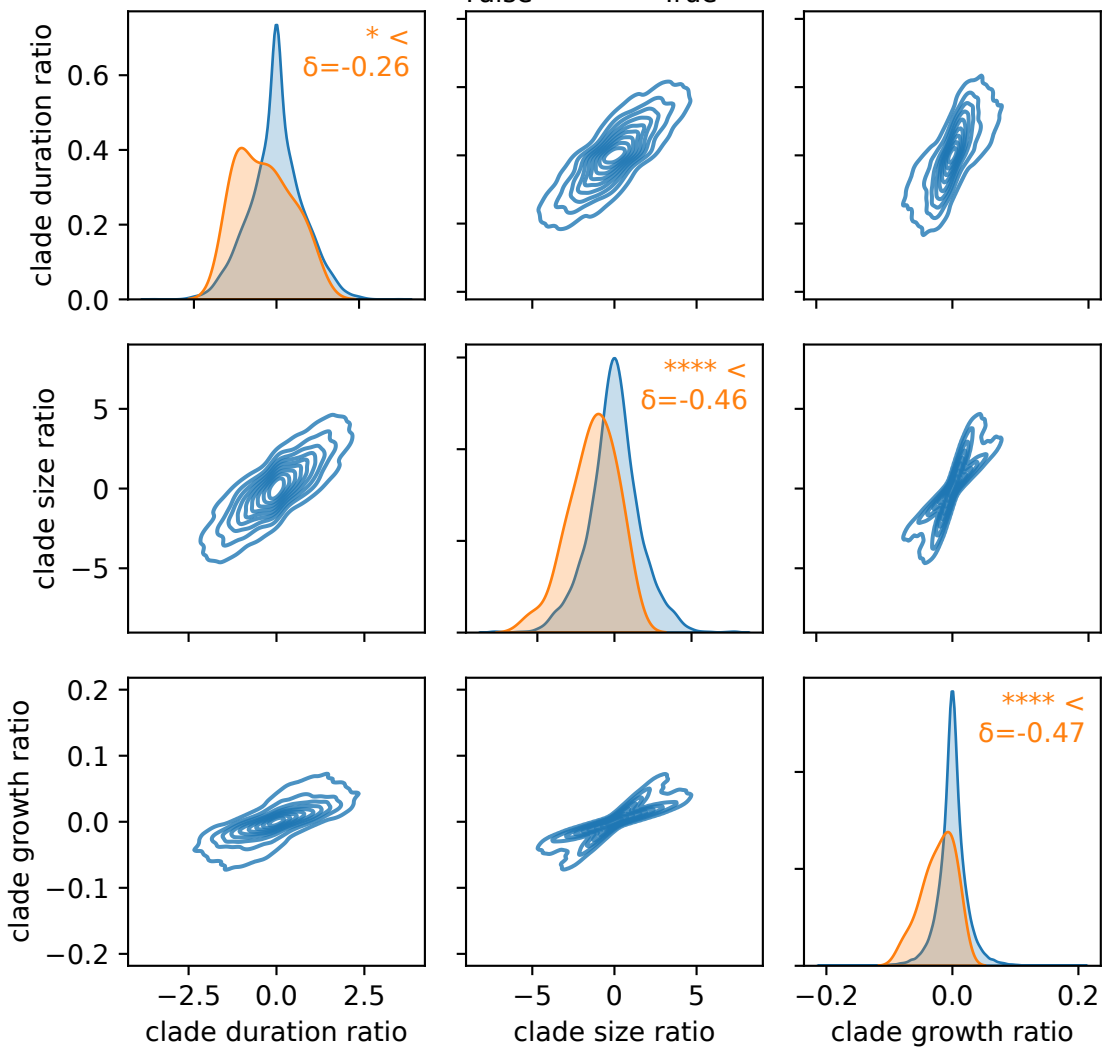 True
clade duration ratio
0.6
0.4
0.2
0.0
* <
δ=-0.26
clade size ratio
5
0
−5
**** <
δ=-0.46
clade growth ratio
0.2
0.1
0.0
−0.1
−0.2
**** <
δ=-0.47
−2.5 0.0 2.5
−5 0 5
−0.2 0.0 0.2
clade duration ratio
clade size ratio
clade growth ratio